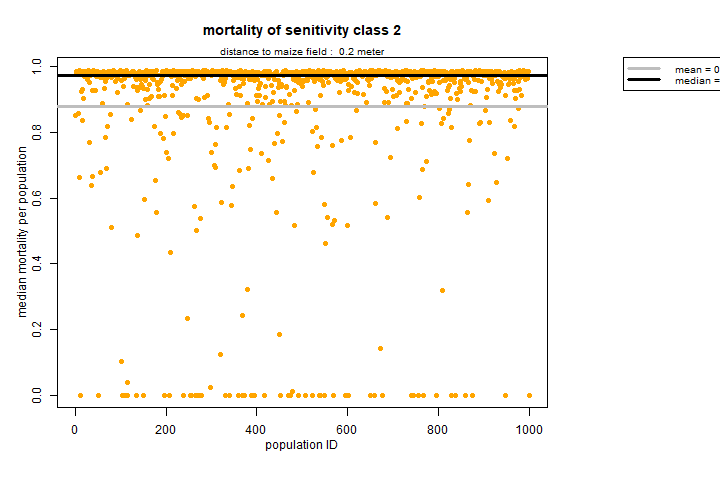 mortality of senitivity class 2
distance to maize field : 0.2 meter
mean = 0
median =
median mortality per population
1.0
0.8
0.6
0.4
0.2
0.0
0 200 400 600 800 1000
population ID